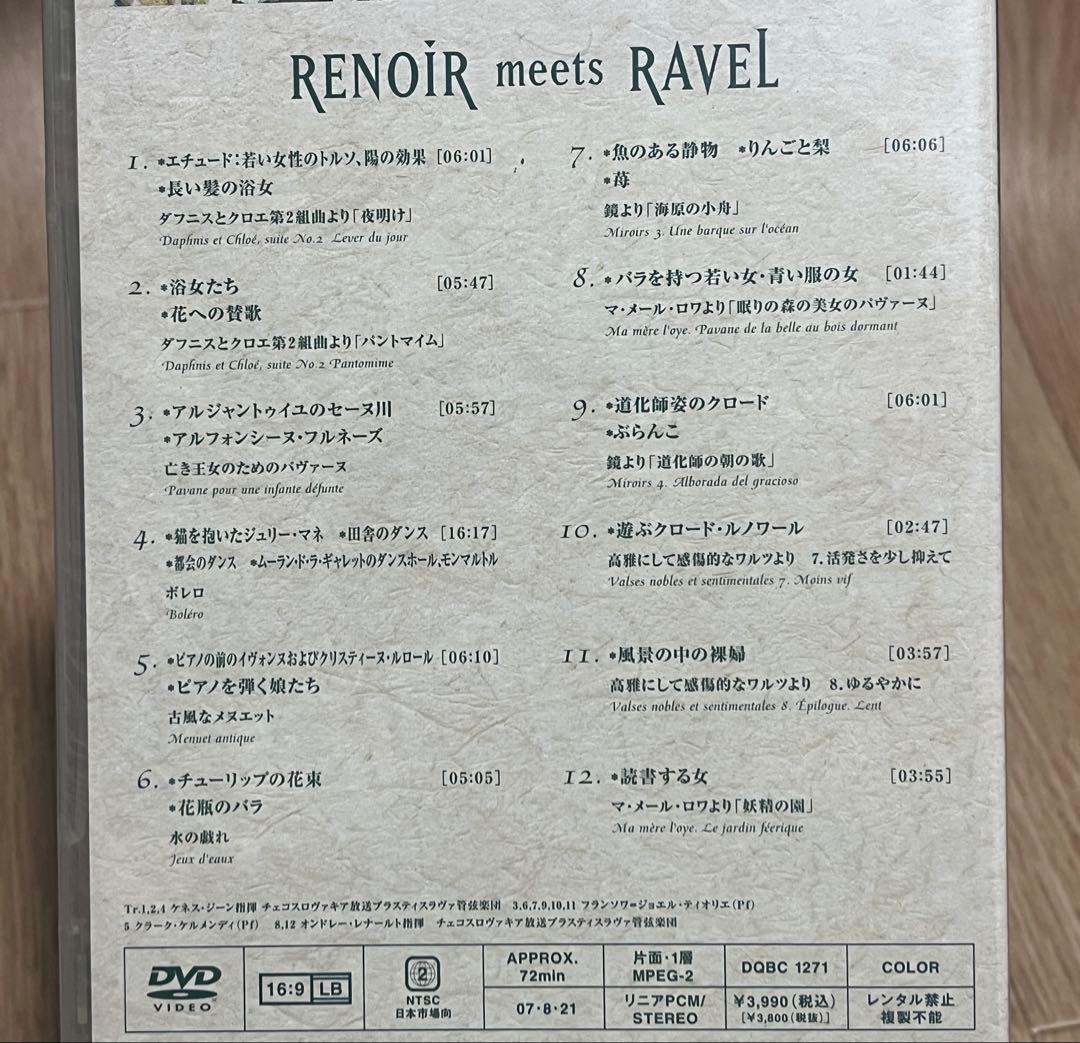 RENOIR meets RAVEL
1. *エチュード:若い女性のトルソ、陽の効果 [06:01]
*長い髪の浴女
ダフニスとクロエ第2組曲より「夜明け」
Daphnis et Chloé, suite No.2 Lever du jour
2. *浴女たち [05:47]
*花への賛歌
ダフニスとクロエ第2組曲より「パントマイム」
Daphnis et Chloé, suite No.2 Pantomime
3. *アルジャントゥイユのセーヌ川 [05:57]
*アルフォンシーヌ・フルネーズ
亡き王女のためのパヴァーヌ
Pavane pour une infante défunte
4. *猫を抱いたジュリー・マネ *田舎のダンス [16:17]
*都会のダンス *ムーラン・ド・ラ・ギャレットのダンスホール、モンマルトル
ボレロ
Boléro
5. *ピアノの前のイヴォンヌおよびクリスティーヌ・ルロール [06:10]
*ピアノを弾く娘たち
古風なメヌエット
Menuet antique
6. *チューリップの花束 [05:05]
*花瓶のバラ
水の戯れ
Jeux d'eaux
7. *魚のある静物 *りんごと梨 [06:06]
*苺
鏡より「海原の小舟」
Miroirs 3. Une barque sur l'océan
8. *バラを持つ若い女・青い服の女 [01:44]
マ・メール・ロワより「眠りの森の美女のパヴァーヌ」
Ma mère l'oye. Pavane de la belle au bois dormant
9. *道化師姿のクロード [06:01]
*ぶらんこ
鏡より「道化師の朝の歌」
Miroirs 4. Alborada del gracioso
10. *遊ぶクロード・ルノワール [02:47]
高雅にして感傷的なワルツより 7.活発さを少し抑えて
Valses nobles et sentimentales 7. Moins vif
11. *風景の中の裸婦 [03:57]
高雅にして感傷的なワルツより 8.ゆるやかに
Valses nobles et sentimentales 8. Épilogue. Lent
12. *読書する女 [03:55]
マ・メール・ロワより「妖精の園」
Ma mère l'oye. Le jardin féerique
Tr.1,2,4 ケネス・ジーン指揮 チェコスロヴァキア放送ブラスティスラヴァ管弦楽団 3,6,7,9,10,11 フランソワ=ジョエル・ティオリエ(Pf)
5 クラーク・ケルメンディ(Pf) 8,12 オンドレー・レナールト指揮 チェコスロヴァキア放送ブラスティスラヴァ管弦楽団
DVD VIDEO
16:9 LB
2
NTSC
日本市場向
APPROX.
72min
07・8・21
片面・1層
MPEG-2
リニアPCM/
STEREO
DQBC 1271
¥3,990(税込)
[¥3,800(税抜)]
COLOR
レンタル禁止
複製不能